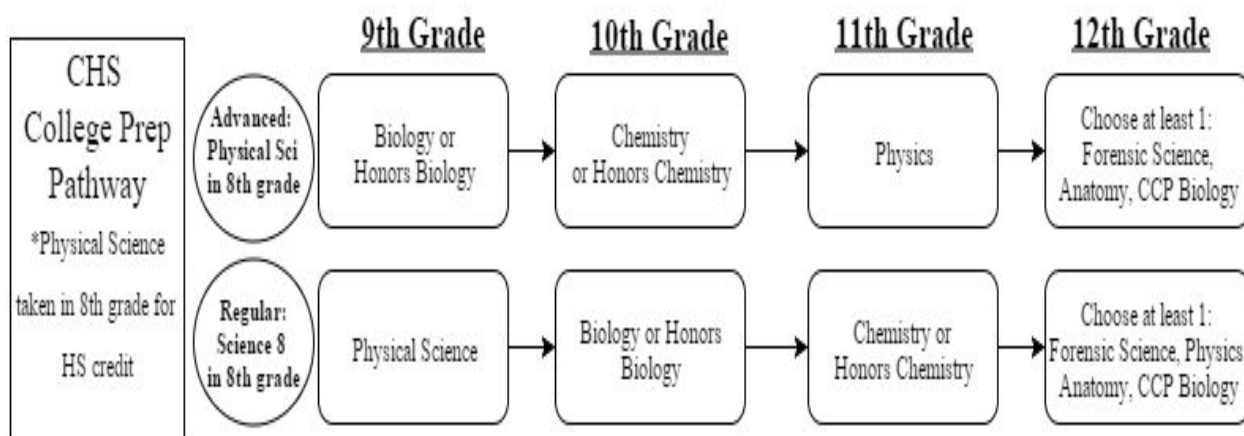 9th Grade
10th Grade
11th Grade
12th Grade
CHS
College Prep
Pathway
*Physical Science
taken in 8th grade for
HS credit
Advanced:
Physical Sci
in 8th grade
Biology or
Honors Biology
Chemistry
or Honors Chemistry
Physics
Choose at least 1:
Forensic Science,
Anatomy, CCP Biology
Regular:
Science 8
in 8th grade
Physical Science
Biology or Honors
Biology
Chemistry or
Honors Chemistry
Choose at least 1:
Forensic Science, Physics
Anatomy, CCP Biology